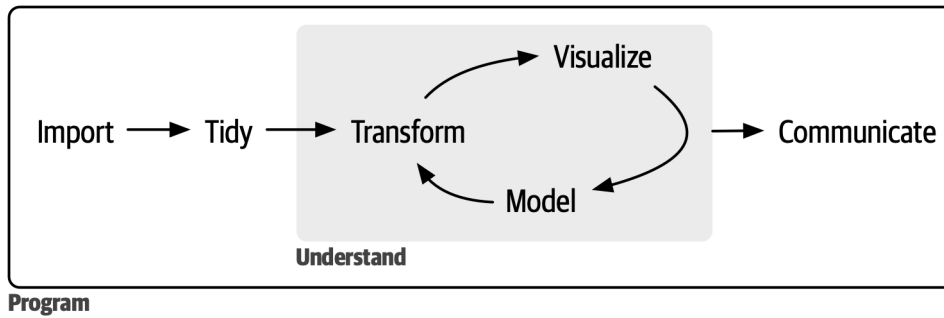 Visualize
Import
Tidy
Transform
Communicate
Model
Understand
Program